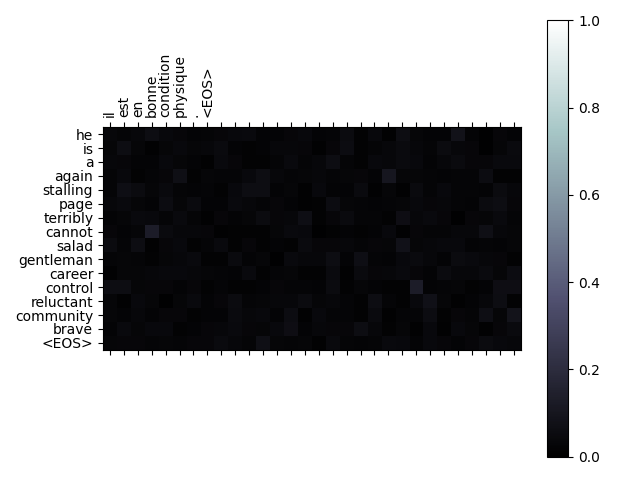 il
est
en
bonne
condition
physique
.
<EOS>
he
is
a
again
stalling
page
terribly
cannot
salad
gentleman
career
control
reluctant
community
brave
<EOS>
1.0
0.8
0.6
0.4
0.2
0.0